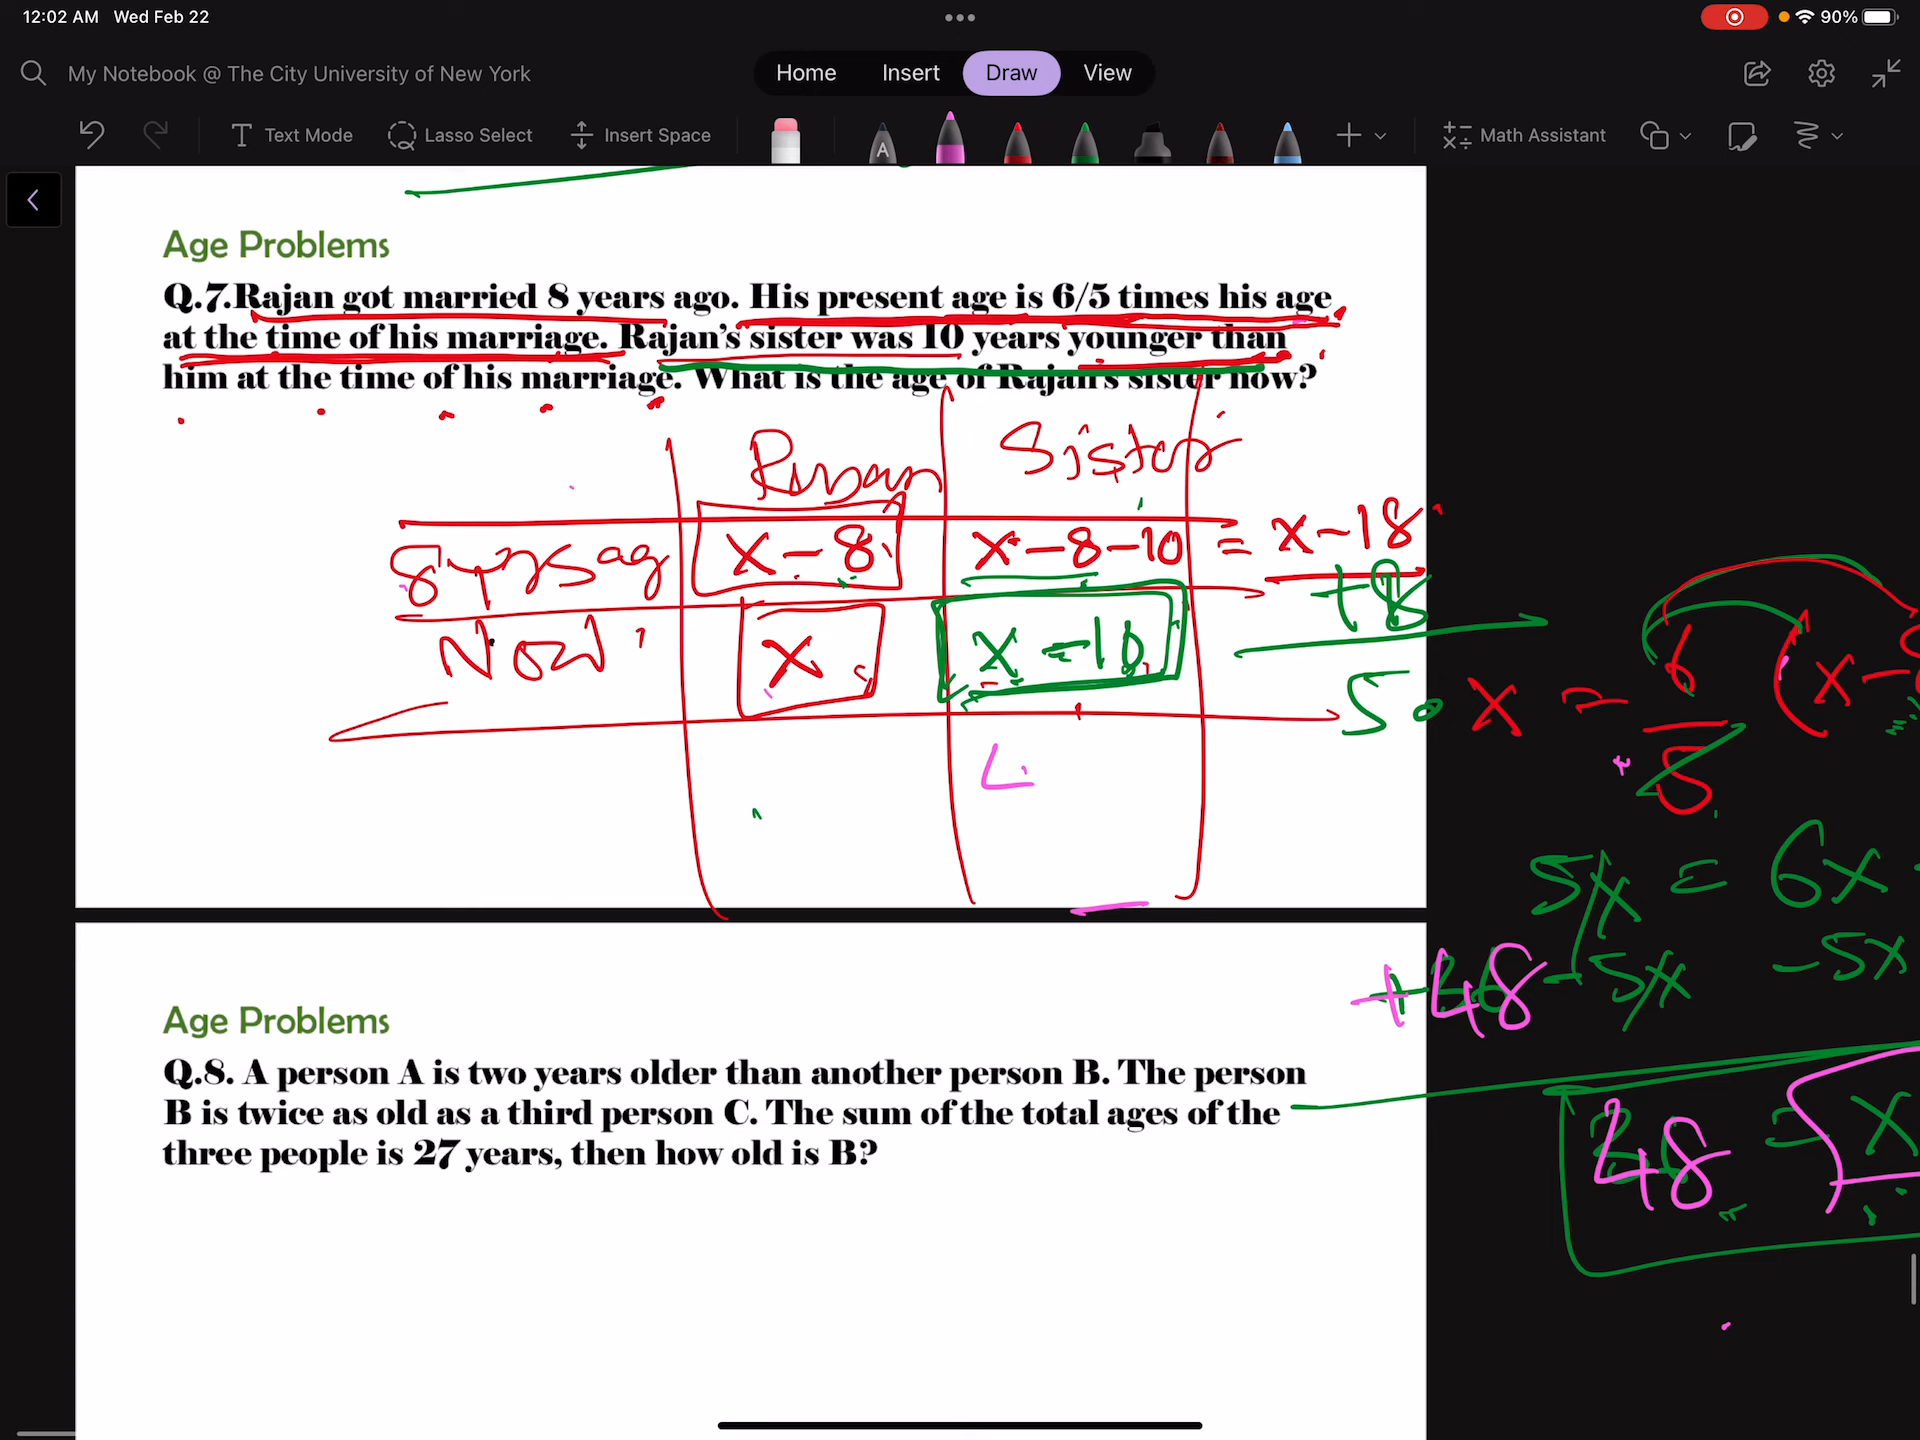 12:02 AM Wed Feb 22
90%
My Notebook @ The City University of New York
Home Insert Draw View
Text Mode Lasso Select Insert Space Math Assistant
Age Problems
Q.7.Rajan got married 8 years ago. His present age is 6/5 times his age
at the time of his marriage. Rajan's sister was 10 years younger than
him at the time of his marriage. What is the age of Rajan's sister now?
Rajan Sister
8 yrs ag x - 8 x - 8 - 10 = x - 18
+8
Now x x - 10
5 • x = 6 (x -
5
5x = 6x
+48 -5x -5x
48 = x
Age Problems
Q.8. A person A is two years older than another person B. The person
B is twice as old as a third person C. The sum of the total ages of the
three people is 27 years, then how old is B?